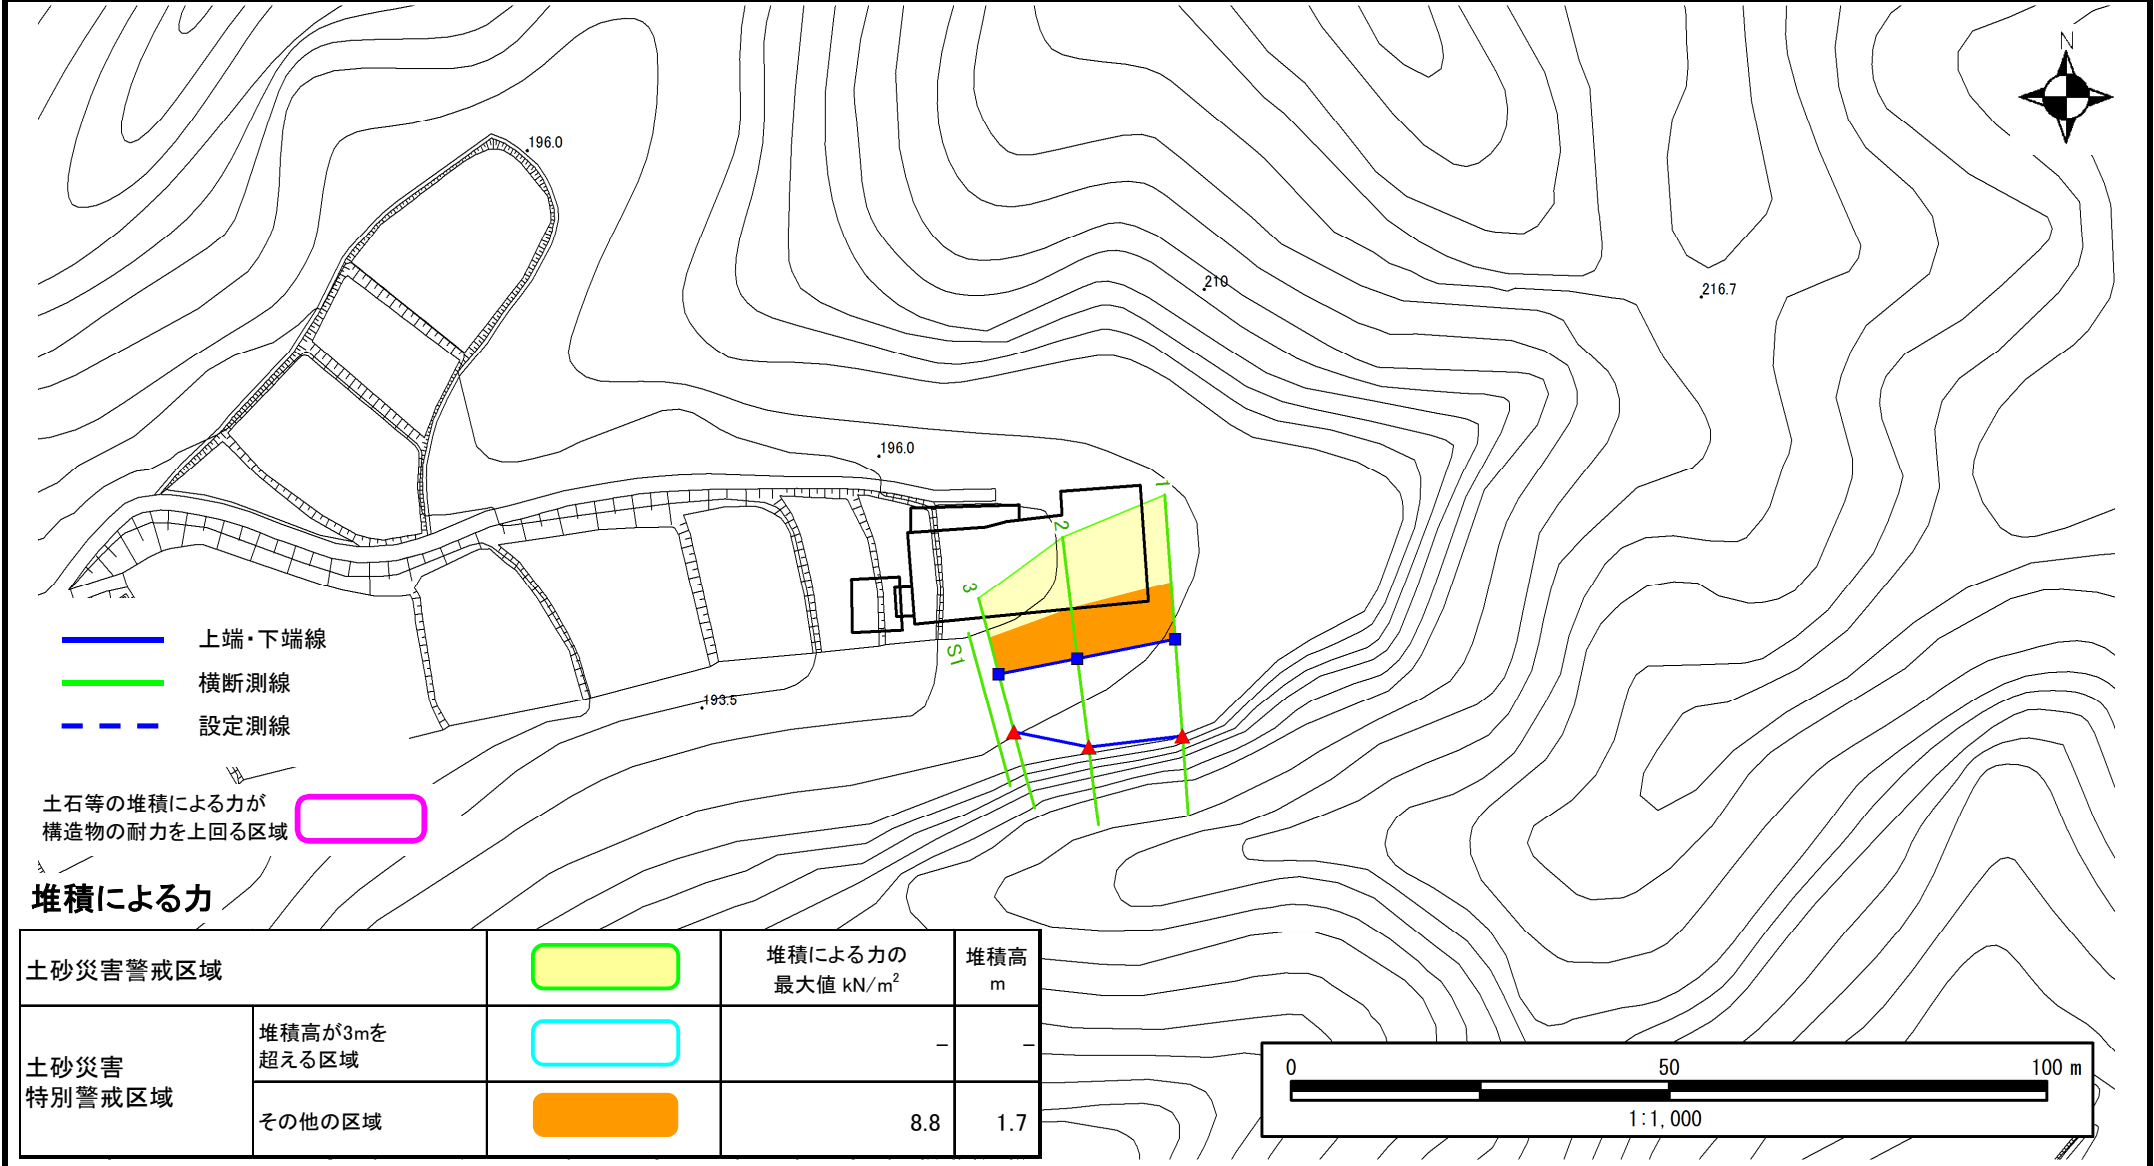 N
196.0
210
216.7
196.0
1
2
3
S1
193.5
上端・下端線
横断測線
設定測線
土石等の堆積による力が
構造物の耐力を上回る区域
堆積による力
土砂災害警戒区域
堆積による力の
最大値 kN/m²
堆積高
m
土砂災害
特別警戒区域
堆積高が3mを
超える区域
－
－
その他の区域
8.8
1.7
0
50
100 m
1:1,000